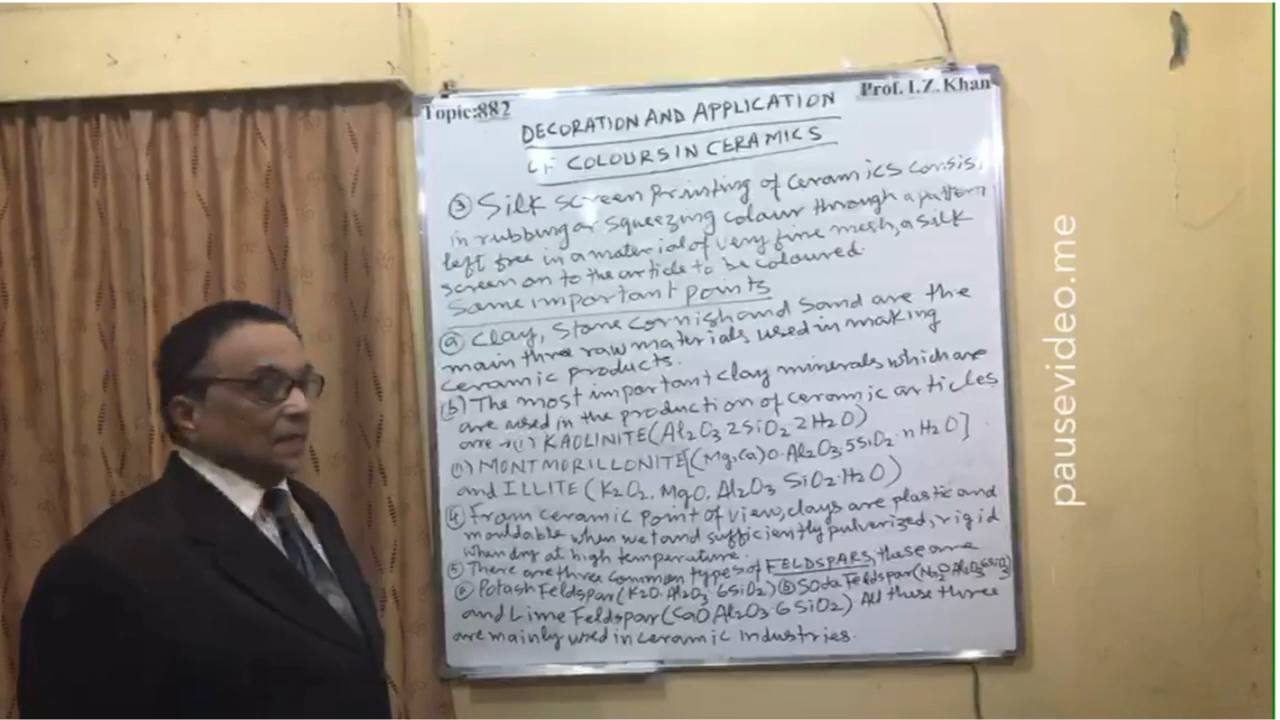 Topic:882
Prof. I.Z. Khan
DECORATION AND APPLICATION
OF COLOURS IN CERAMICS
③ Silk screen Printing of Ceramics consis.
in rubbing or squeezing colour through a pattern
left free in a material of very fine mesh, a silk
screen on to the article to be coloured.
Some important points
ⓐ Clay, Stone cornish and Sand are the
main three raw materials used in making
ceramic products.
(b) The most important clay minerals which are
are used in the production of ceramic articles
are →(i) KAOLINITE (Al2O3 2SiO2 2H2O)
(ii) MONTMORILLONITE[(Mg,Ca)O.Al2O3.5SiO2.nH2O]
and ILLITE (K2O2, MgO, Al2O3 SiO2.H2O)
④ From ceramic point of view, clays are plastic and
mouldable when wet and sufficiently pulverized, rigid
when dry at high temperature.
⑤ There are three common types of FELDSPARS, these are
Potash Feldspar (K2O.Al2O3.6SiO2) ⓑ Soda Feldspar (Na2O Al2O3 6SiO2)
and Lime Feldspar (CaO Al2O3.6SiO2) All these three
are mainly used in ceramic industries.
pausevideo.me